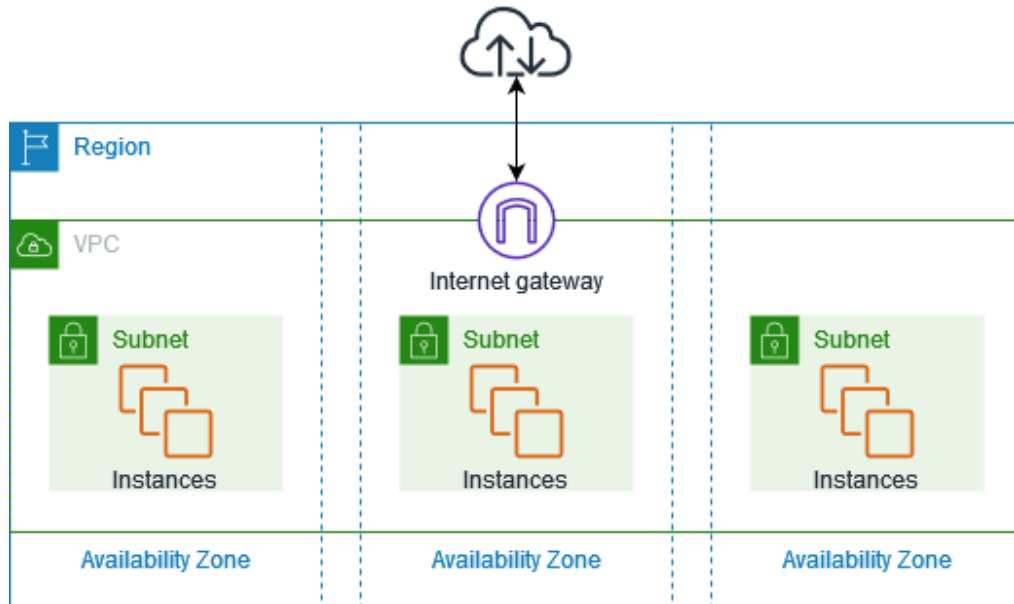 Region
VPC
Internet gateway
Subnet
Instances
Subnet
Instances
Subnet
Instances
Availability Zone
Availability Zone
Availability Zone